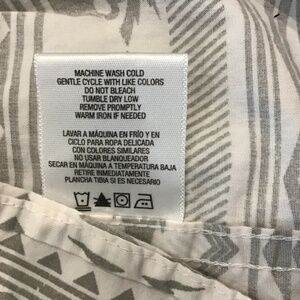 MACHINE WASH COLD
GENTLE CYCLE WITH LIKE COLORS
DO NOT BLEACH
TUMBLE DRY LOW
REMOVE PROMPTLY
WARM IRON IF NEEDED
LAVAR A MÁQUINA EN FRÍO Y EN
CICLO PARA ROPA DELICADA
CON COLORES SIMILARES
NO USAR BLANQUEADOR
SECAR EN MÁQUINA A TEMPERATURA BAJA
RETIRE INMEDIATAMENTE
PLANCHA TIBIA SI ES NECESARIO